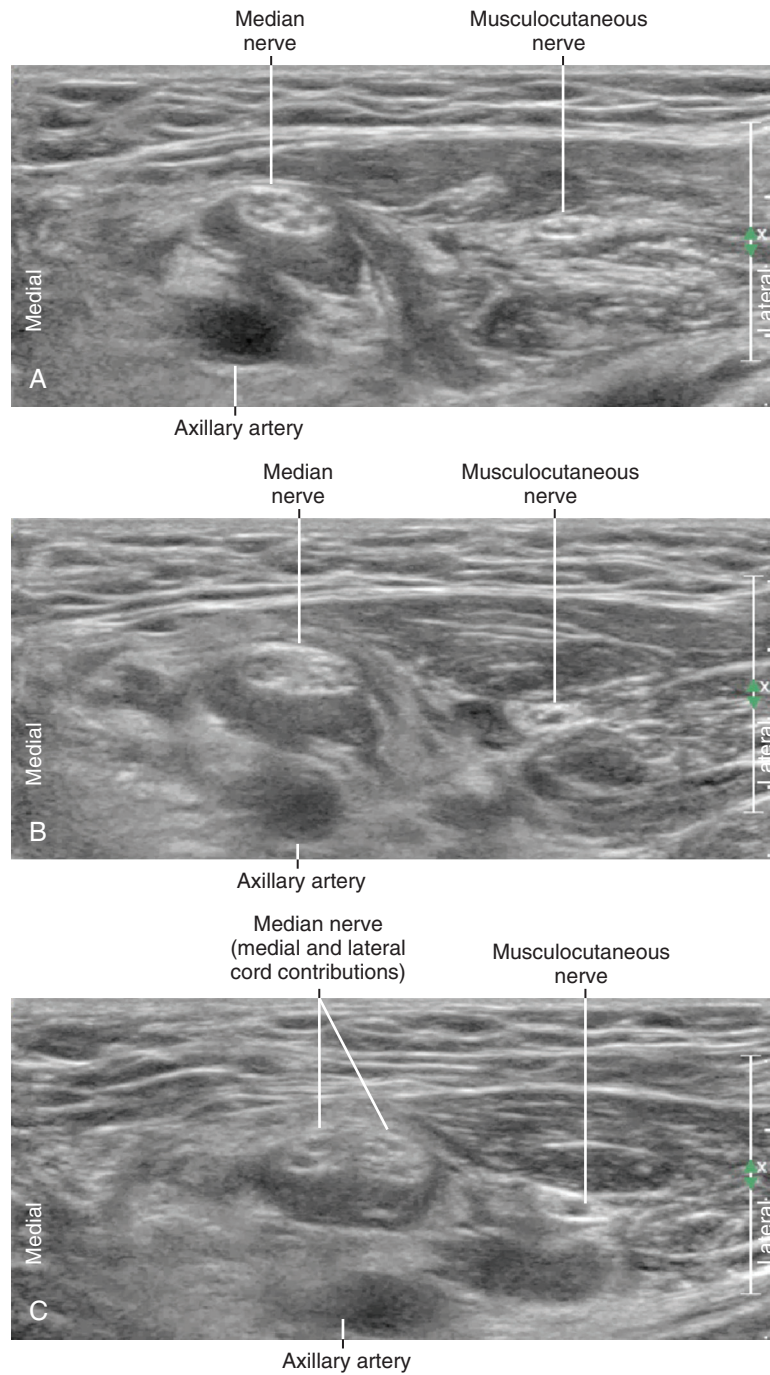 Median
nerve
Musculocutaneous
nerve
Medial
x
Lateral
A
Axillary artery
Median
nerve
Musculocutaneous
nerve
Medial
x
Lateral
B
Axillary artery
Median nerve
(medial and lateral
cord contributions)
Musculocutaneous
nerve
Medial
x
Lateral
C
Axillary artery